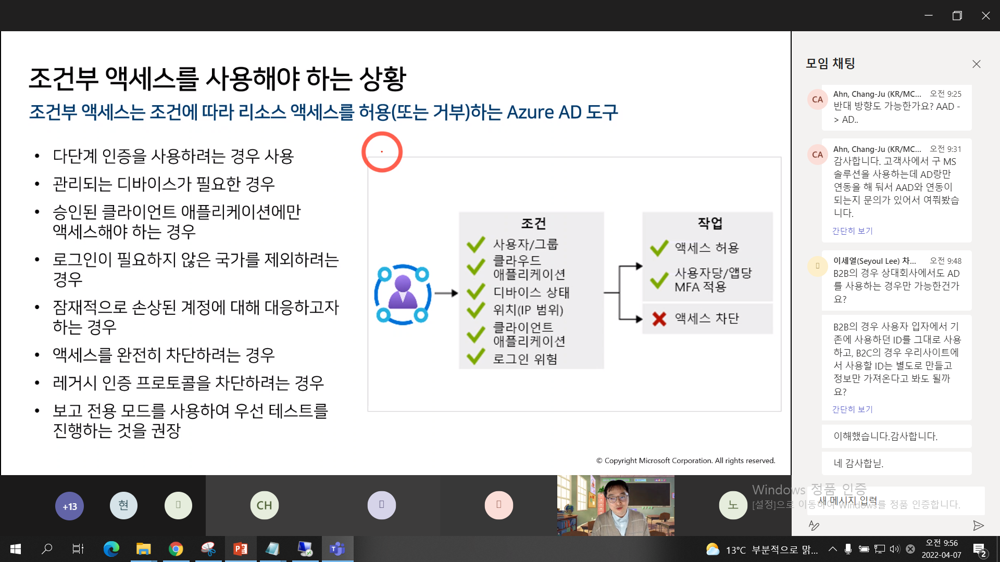 조건부 액세스를 사용해야 하는 상황
조건부 액세스는 조건에 따라 리소스 액세스를 허용(또는 거부)하는 Azure AD 도구
• 다단계 인증을 사용하려는 경우 사용
• 관리되는 디바이스가 필요한 경우
• 승인된 클라이언트 애플리케이션에만
액세스해야 하는 경우
• 로그인이 필요하지 않은 국가를 제외하려는
경우
• 잠재적으로 손상된 계정에 대해 대응하고자
하는 경우
• 액세스를 완전히 차단하려는 경우
• 레거시 인증 프로토콜을 차단하려는 경우
• 보고 전용 모드를 사용하여 우선 테스트를
진행하는 것을 권장
조건
사용자/그룹
클라우드
애플리케이션
디바이스 상태
위치(IP 범위)
클라이언트
애플리케이션
로그인 위험
작업
액세스 허용
사용자당/앱당
MFA 적용
액세스 차단
© Copyright Microsoft Corporation. All rights reserved.
모임 채팅
CA
Ahn, Chang-Ju (KR/MC... 오전 9:25
반대 방향도 가능한가요? AAD -
> AD..
CA
Ahn, Chang-Ju (KR/MC... 오전 9:31
감사합니다. 고객사에서 구 MS
솔루션을 사용하는데 AD랑만
연동을 해 둬서 AAD와 연동이
되는지 문의가 있어서 여쭤봤습
니다.
간단히 보기
이세열(Seyoul Lee) 차... 오전 9:48
B2B의 경우 상대회사에서도 AD
를 사용하는 경우만 가능한건가
요?
B2B의 경우 사용자 입자에서 기
존에 사용하던 ID를 그대로 사용
하고, B2C의 경우 우리사이트에
서 사용할 ID는 별도로 만들고
정보만 가져온다고 봐도 될까
요?
간단히 보기
이해했습니다.감사합니다.
네 감사합닏.
새 메시지 입력
Windows 정품 인증
[설정]으로 이동하여 Windows를 정품 인증합니다.
+13
현
CH
노
13°C 부분적으로 맑...
오전 9:56
2022-04-07
2